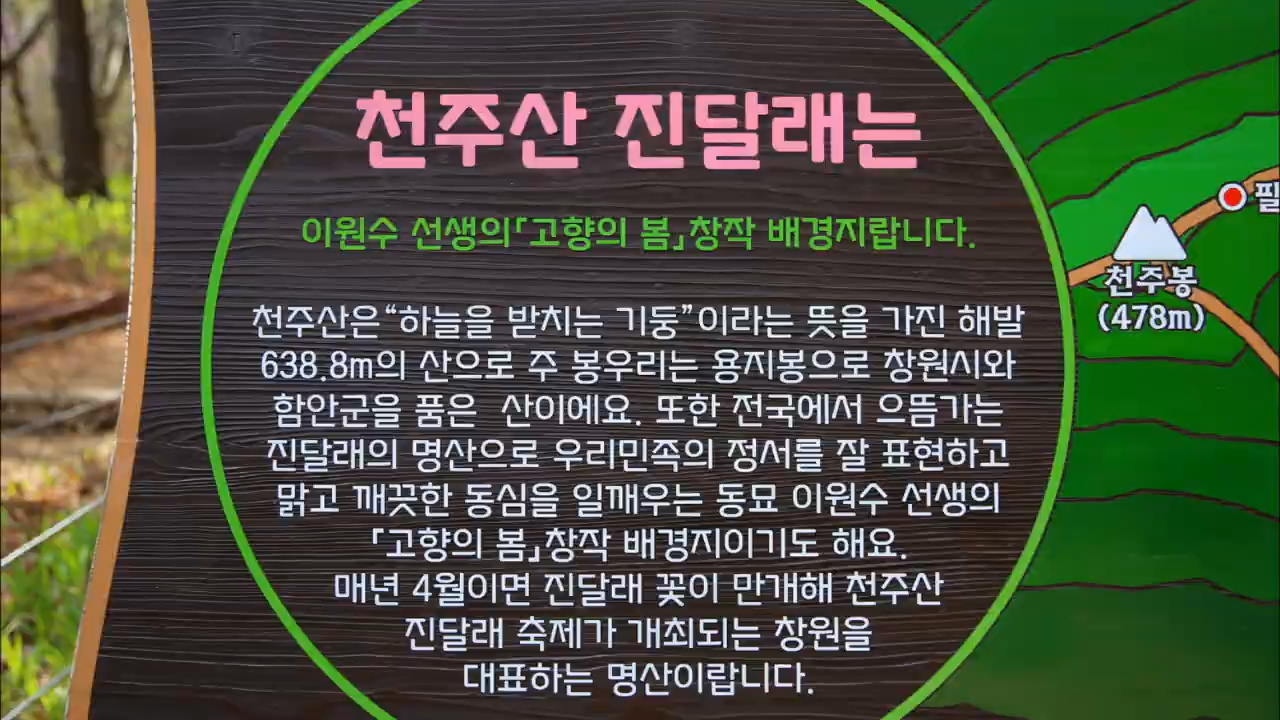 천주산 진달래는
이원수 선생의「고향의 봄」창작 배경지랍니다.
천주산은“하늘을 받치는 기둥”이라는 뜻을 가진 해발
638.8m의 산으로 주 봉우리는 용지봉으로 창원시와
함안군을 품은 산이에요. 또한 전국에서 으뜸가는
진달래의 명산으로 우리민족의 정서를 잘 표현하고
맑고 깨끗한 동심을 일깨우는 동묘 이원수 선생의
「고향의 봄」창작 배경지이기도 해요.
매년 4월이면 진달래 꽃이 만개해 천주산
진달래 축제가 개최되는 창원을
대표하는 명산이랍니다.
필
천주봉
(478m)